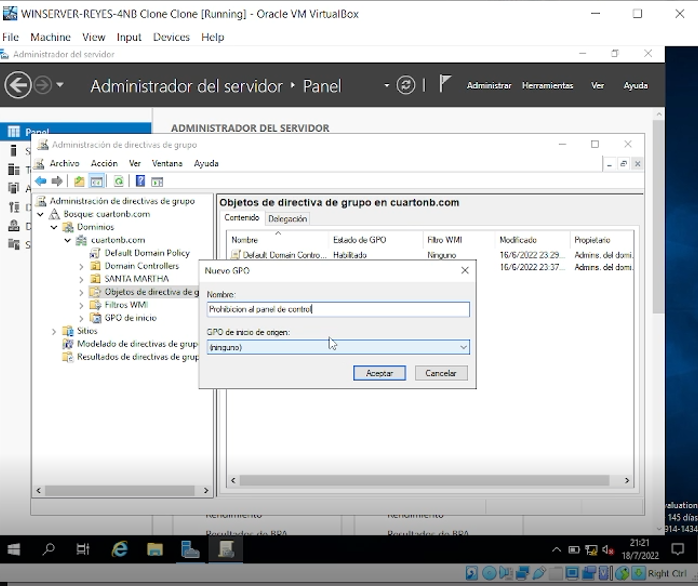 WINSERVER-REYES-4NB Clone Clone [Running] - Oracle VM VirtualBox
File Machine View Input Devices Help
Administrador del servidor
Administrador del servidor • Panel
Administrar Herramientas Ver Ayuda
Panel
ADMINISTRADOR DEL SERVIDOR
Administración de directivas de grupo
Archivo Acción Ver Ventana Ayuda
Administración de directivas de grupo
Bosque: cuartonb.com
Dominios
cuartonb.com
Default Domain Policy
Domain Controllers
SANTA MARTHA
Objetos de directiva de g
Filtros WMI
GPO de inicio
Sitios
Modelado de directivas de grup
Resultados de directivas de grup
Objetos de directiva de grupo en cuartonb.com
Contenido Delegación
Nombre Estado de GPO Filtro WMI Modificado Propietario
Default Domain Contro... Habilitado Ninguno 16/6/2022 23:29... Admins. del domi.
16/6/2022 23:37... Admins. del domi.
Nuevo GPO
Nombre:
Prohibicion al panel de control
GPO de inicio de origen:
(ninguno)
Aceptar Cancelar
Rendimiento Rendimiento
Resultados de BPA Resultados de BPA
valuation
145 días
914-1434
21:21
18/7/2022
Right Ctrl